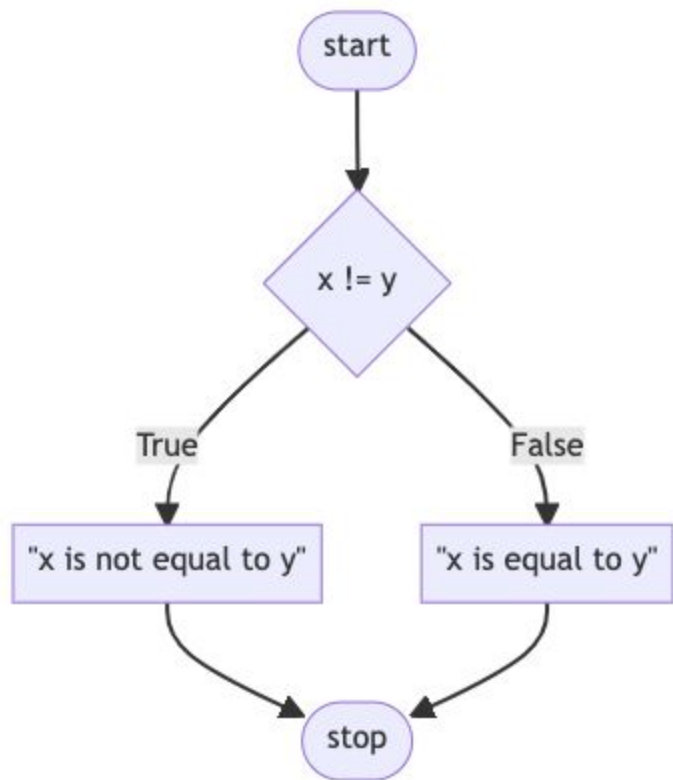 start
x != y
True
False
"x is not equal to y"
"x is equal to y"
stop